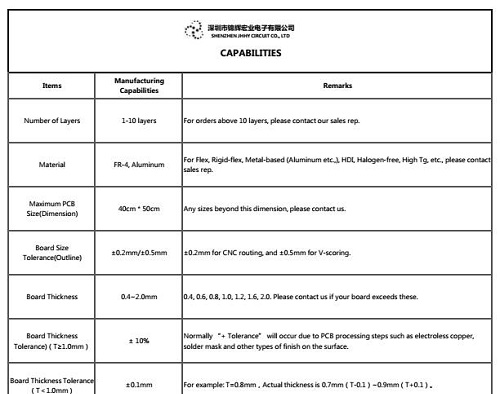 深圳市锦辉宏业电子有限公司
SHENZHEN JHHY CIRCUIT CO., LTD
CAPABILITIES
Items
Manufacturing
Capabilities
Remarks
Number of Layers
1-10 layers
For orders above 10 layers, please contact our sales rep.
Material
FR-4, Aluminum
For Flex, Rigid-flex, Metal-based (Aluminum etc.,), HDI, Halogen-free, High Tg, etc., please contact
sales rep.
Maximum PCB
Size(Dimension)
40cm * 50cm
Any sizes beyond this dimension, please contact us.
Board Size
Tolerance(Outline)
±0.2mm/±0.5mm
±0.2mm for CNC routing, and ±0.5mm for V-scoring.
Board Thickness
0.4~2.0mm
0.4, 0.6, 0.8, 1.0, 1.2, 1.6, 2.0. Please contact us if your board exceeds these.
Board Thickness
Tolerance)（T≥1.0mm）
± 10%
Normally “+ Tolerance” will occur due to PCB processing steps such as electroless copper,
solder mask and other types of finish on the surface.
Board Thickness Tolerance
（T＜1.0mm）
±0.1mm
For example: T=0.8mm，Actual thickness is 0.7mm（T-0.1）~0.9mm（T+0.1）。